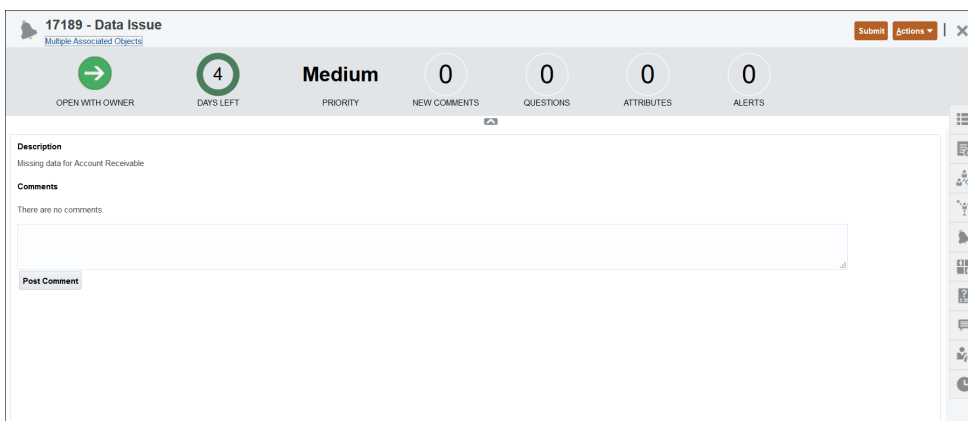 17189 - Data Issue
Multiple Associated Objects
Submit
Actions
4
Medium
0
0
0
0
OPEN WITH OWNER
DAYS LEFT
PRIORITY
NEW COMMENTS
QUESTIONS
ATTRIBUTES
ALERTS
Description
Missing data for Account Receivable
Comments
There are no comments.
Post Comment